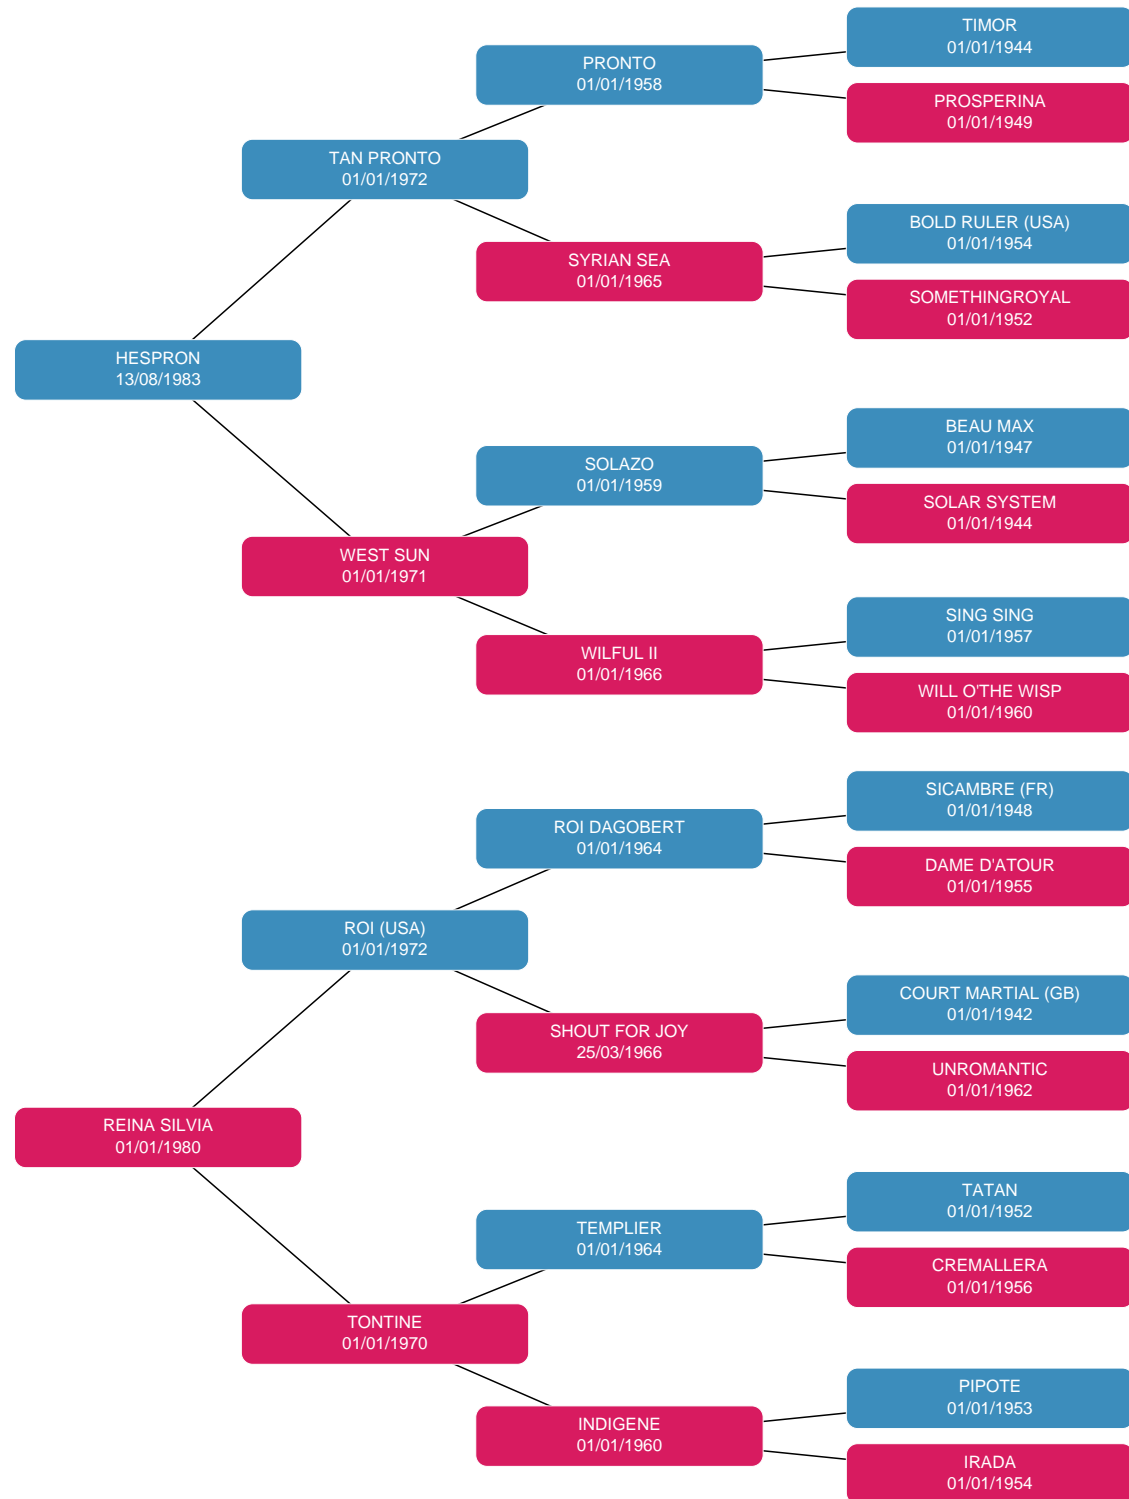 TIMOR
01/01/1944
PRONTO
01/01/1958
PROSPERINA
01/01/1949
TAN PRONTO
01/01/1972
BOLD RULER (USA)
01/01/1954
SYRIAN SEA
01/01/1965
SOMETHINGROYAL
01/01/1952
HESPRON
13/08/1983
BEAU MAX
01/01/1947
SOLAZO
01/01/1959
SOLAR SYSTEM
01/01/1944
WEST SUN
01/01/1971
SING SING
01/01/1957
WILFUL II
01/01/1966
WILL O'THE WISP
01/01/1960
SICAMBRE (FR)
01/01/1948
ROI DAGOBERT
01/01/1964
DAME D'ATOUR
01/01/1955
ROI (USA)
01/01/1972
COURT MARTIAL (GB)
01/01/1942
SHOUT FOR JOY
25/03/1966
UNROMANTIC
01/01/1962
REINA SILVIA
01/01/1980
TATAN
01/01/1952
TEMPLIER
01/01/1964
CREMALLERA
01/01/1956
TONTINE
01/01/1970
PIPOTE
01/01/1953
INDIGENE
01/01/1960
IRADA
01/01/1954